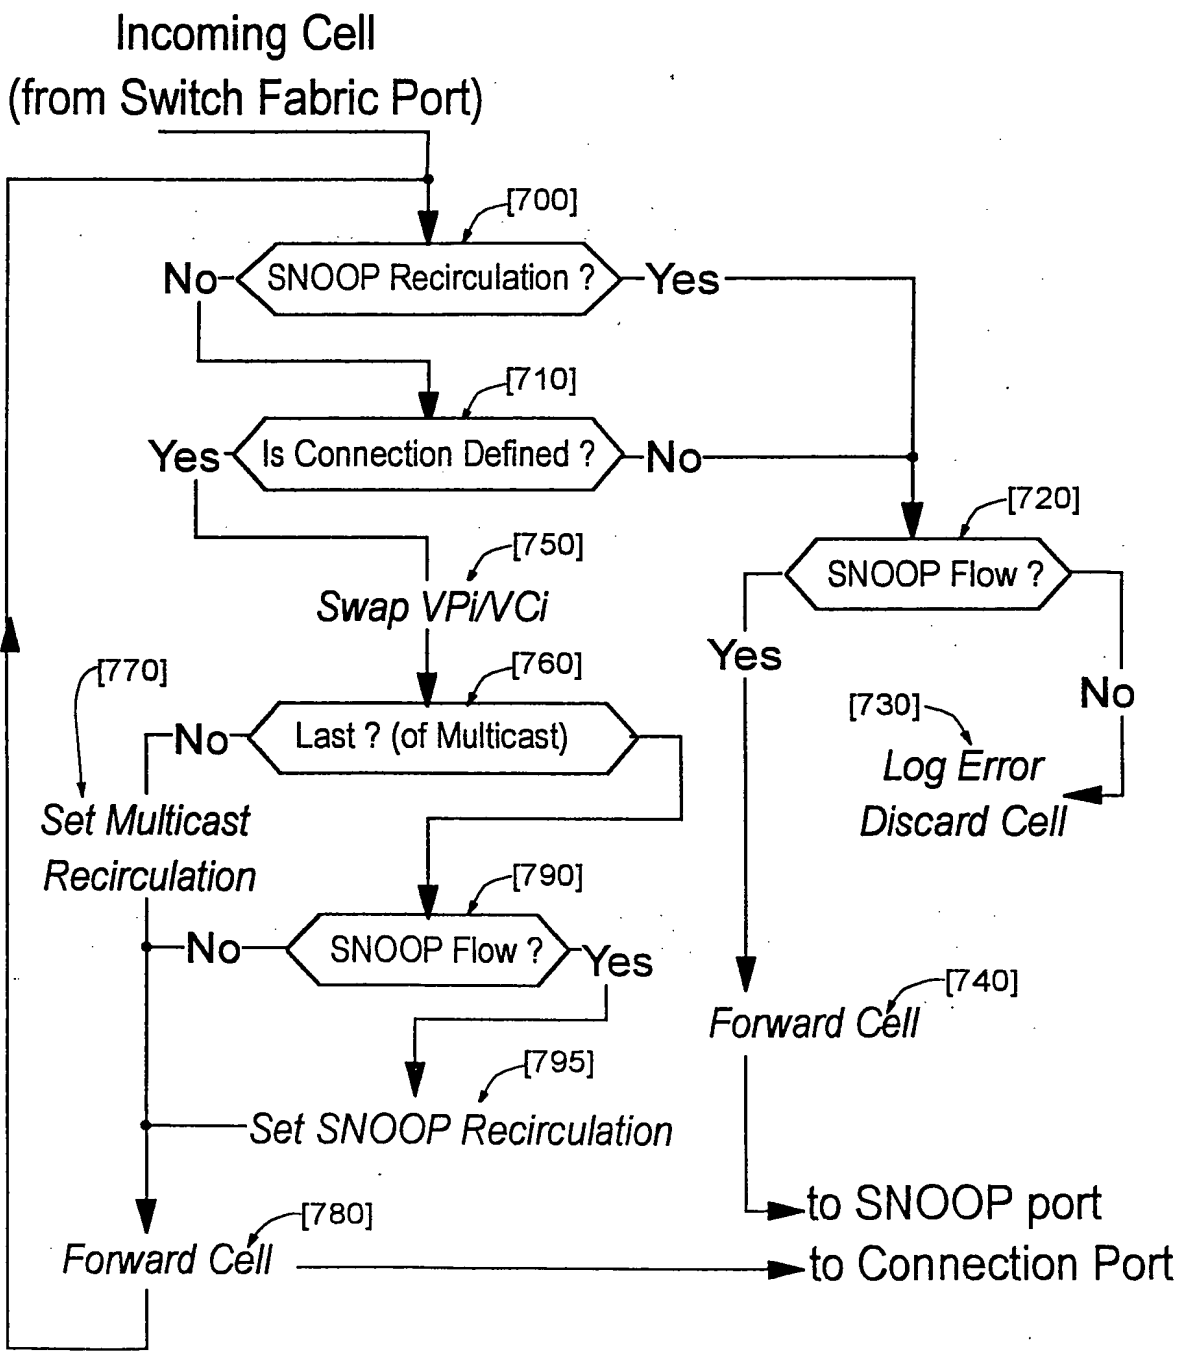 Incoming Cell
(from Switch Fabric Port)
[700]
No
SNOOP Recirculation ?
Yes
[710]
Yes
Is Connection Defined ?
No
[720]
SNOOP Flow ?
[750]
Swap VPi/VCi
Yes
No
[760]
[770]
No
Last ? (of Multicast)
[730]
Log Error
Discard Cell
Set Multicast
Recirculation
[790]
No
SNOOP Flow ?
Yes
[740]
Forward Cell
[795]
Set SNOOP Recirculation
to SNOOP port
[780]
Forward Cell
to Connection Port